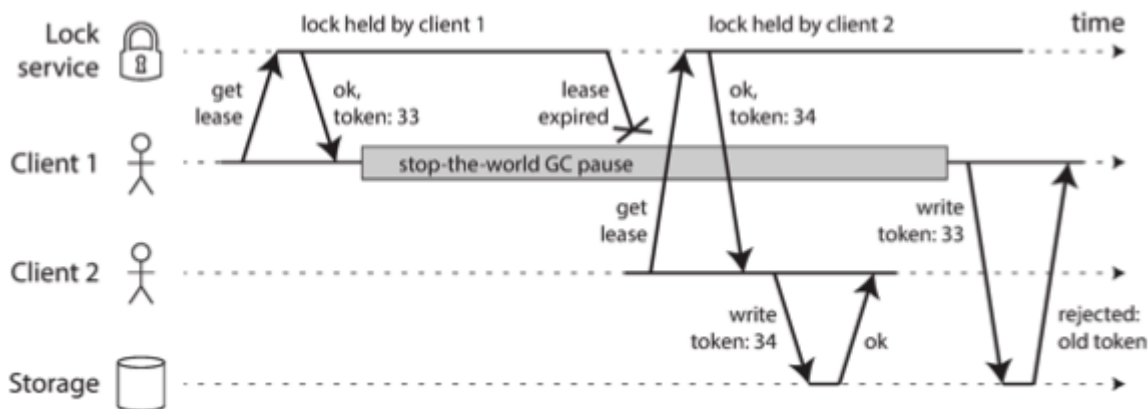 Lock
service
lock held by client 1
lock held by client 2
time
get
lease
ok,
token: 33
lease
expired
ok,
token: 34
Client 1
stop-the-world GC pause
get
lease
write
token: 33
Client 2
write
token: 34
ok
rejected:
old token
Storage